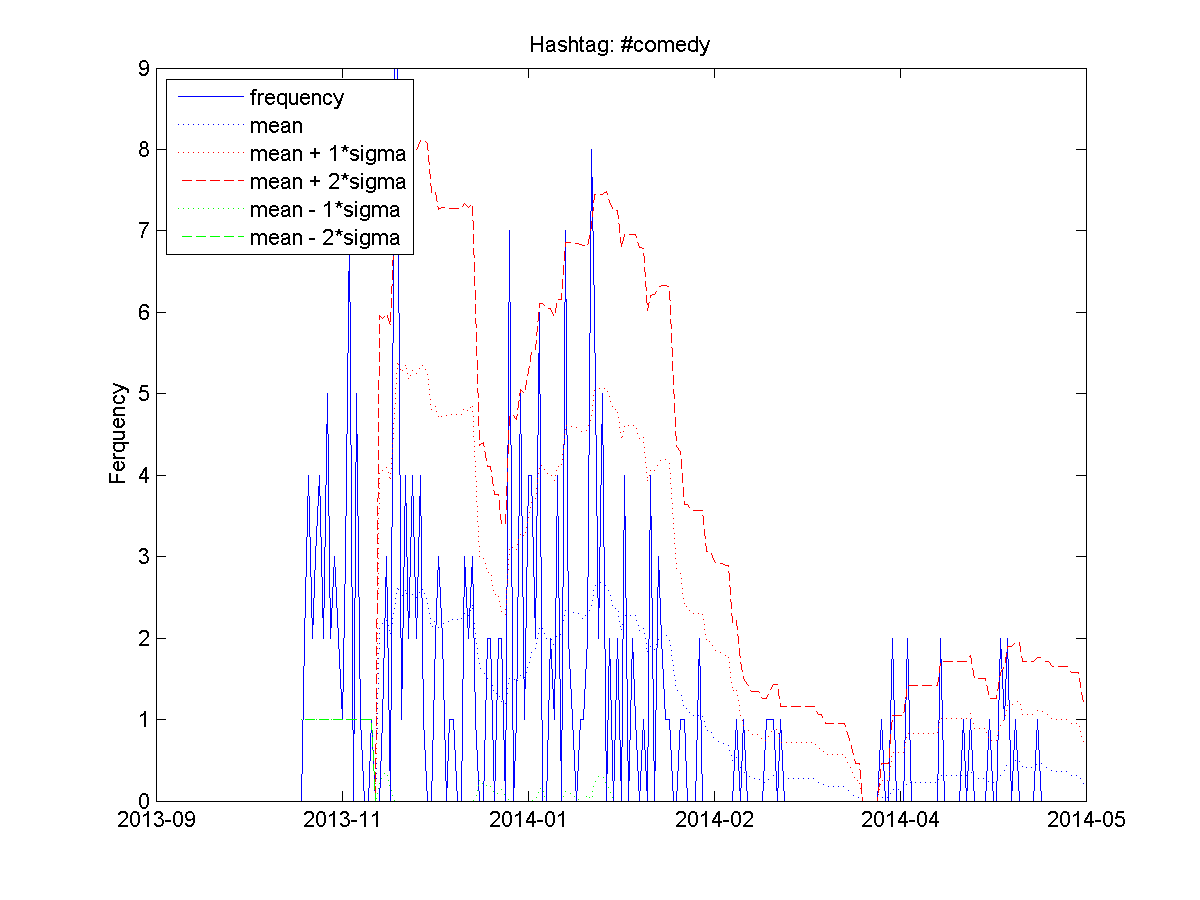 Hashtag: #comedy
9
8
7
6
5
4
3
2
1
0
Ferquency
frequency
mean
mean + 1*sigma
mean + 2*sigma
mean - 1*sigma
mean - 2*sigma
2013-09 2013-11 2014-01 2014-02 2014-04 2014-05